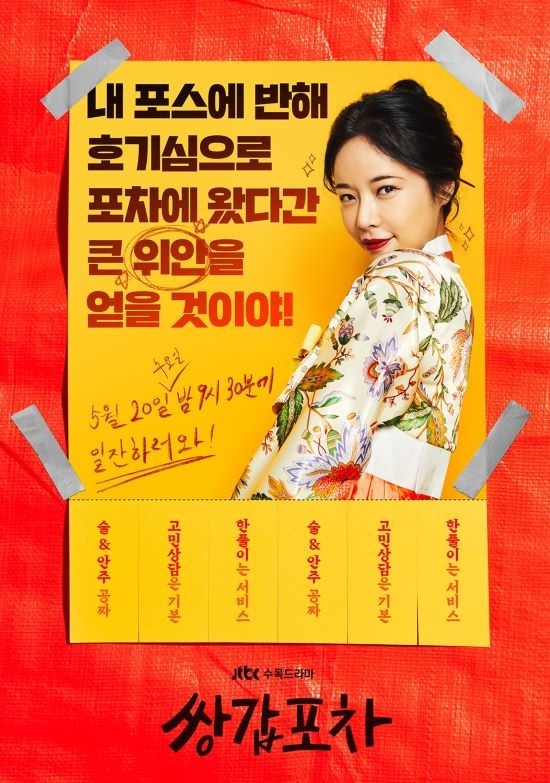 내 포스에 반해
호기심으로
포차에 왔다간
큰 위안을
얻을 것이야!
수요일
5월 20일 밤 9시 30분에
일잔하러와!
술 & 안주 공짜
고민상담은 기본
한풀이는 서비스
술 & 안주 공짜
고민상담은 기본
한풀이는 서비스
jtbc 수목드라마
쌍갑포차